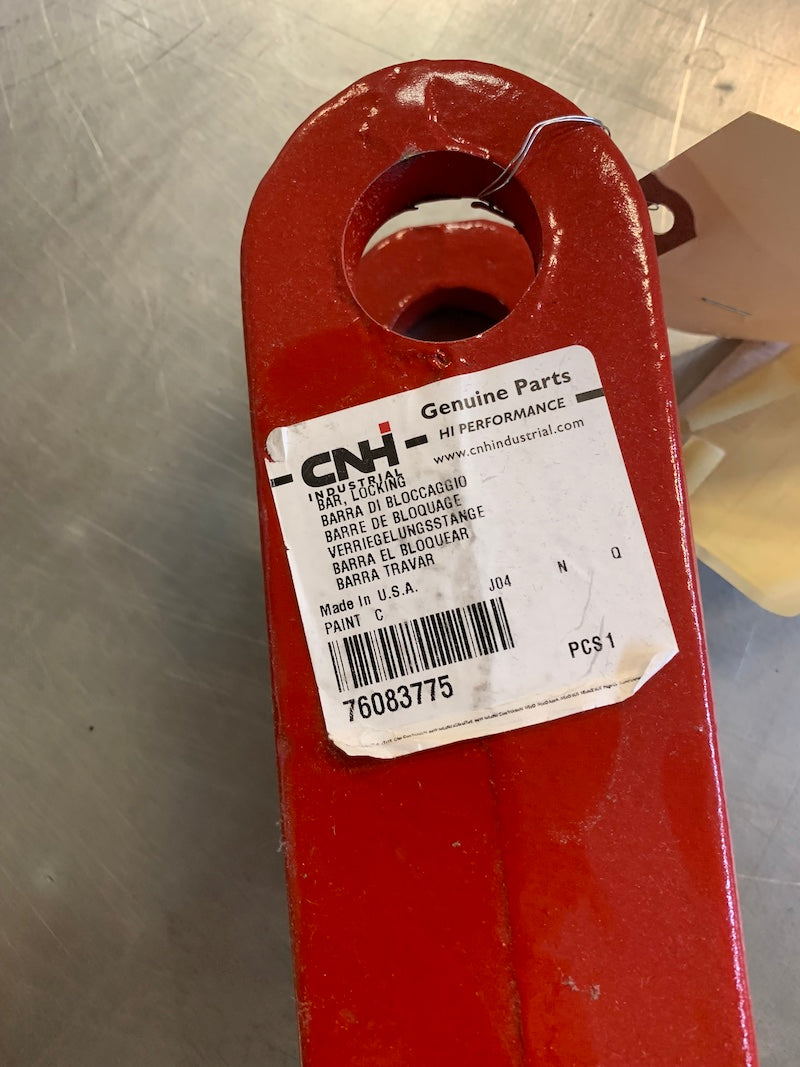 Genuine Parts
HI PERFORMANCE
www.cnhindustrial.com
CNH
INDUSTRIAL
BAR, LOCKING
BARRA DI BLOCCAGGIO
BARRE DE BLOQUAGE
VERRIEGELUNGSSTANGE
BARRA EL BLOQUEAR
BARRA TRAVAR
Made In U.S.A. J04 N Q
PAINT C
PCS 1
76083775